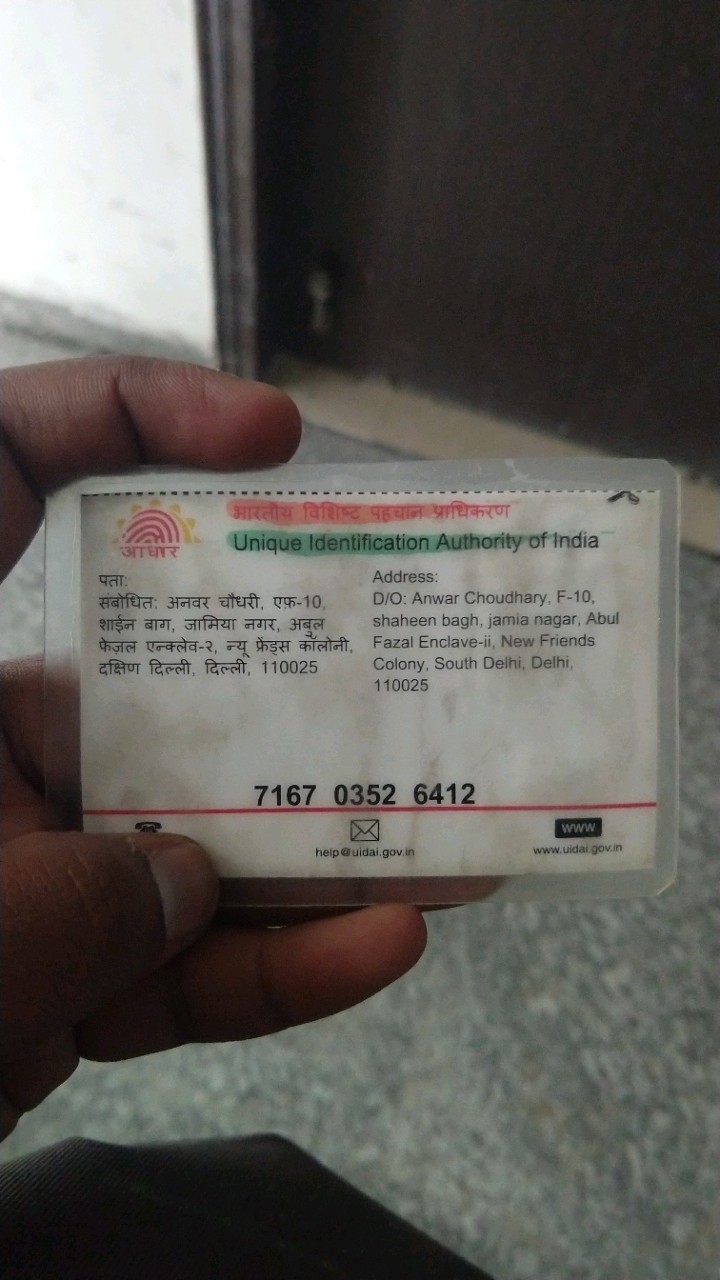 आधार
भारतीय विशिष्ट पहचान प्राधिकरण
Unique Identification Authority of India
पता:
संबोधित: अनवर चौधरी, एफ़-10,
शाईन बाग, जामिया नगर, अबुल
फेज़ल एन्क्लेव-२, न्यू फ्रेंड्स कॉलोनी,
दक्षिण दिल्ली, दिल्ली, 110025
Address:
D/O: Anwar Choudhary, F-10,
shaheen bagh, jamia nagar, Abul
Fazal Enclave-ii, New Friends
Colony, South Delhi, Delhi,
110025
7167 0352 6412
help@uidai.gov.in
WWW
www.uidai.gov.in